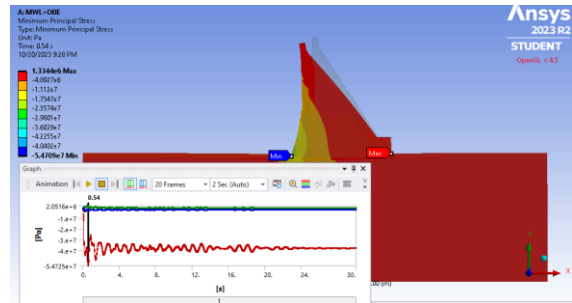 A: MWL-OBE
Minimum Principal Stress
Type: Minimum Principal Stress
Unit: Pa
Time: 0.54 s
10/20/2023 9:28 PM
1.3344e6 Max
-4.8927e6
-1.112e7
-1.7347e7
-2.3574e7
-2.9801e7
-3.6028e7
-4.2255e7
-4.8482e7
-5.4709e7 Min
Ansys
2023 R2
STUDENT
OpenGL < 4.5
Min
Max
Graph
Animation
20 Frames
2 Sec (Auto)
0.54
2.0516e+6
-1.e+7
-2.e+7
-3.e+7
-4.e+7
-5.4725e+7
[Pa]
0. 4. 8. 12. 16. 20. 24. 30.
[s]
1
.00 (m)
Y
X